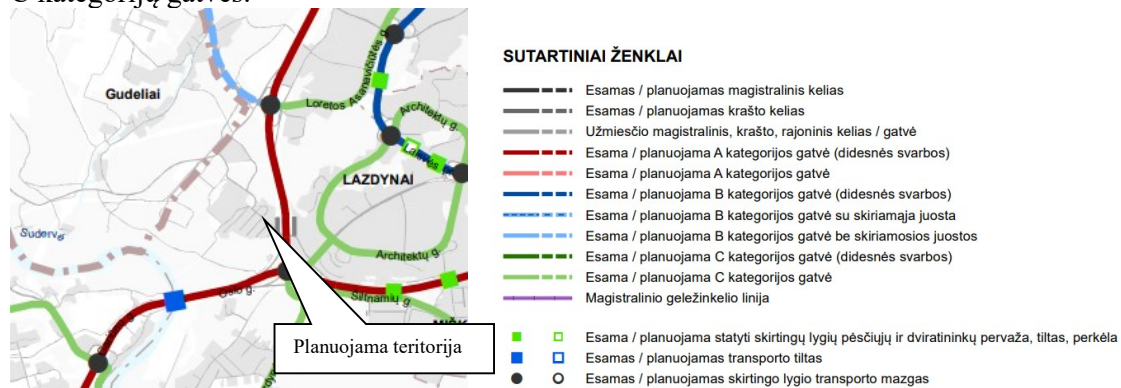 C kategorijų gatvės.
Gudeliai
Loretos Asanavičiūtės g.
Architektų g.
Laisvės
LAZDYNAI
Suderv
Architektų g.
Oslo g.
Šiltnamių g.
Planuojama teritorija
SUTARTINIAI ŽENKLAI
Esamas / planuojamas magistralinis kelias
Esamas / planuojamas krašto kelias
Užmiesčio magistralinis, krašto, rajoninis kelias / gatvė
Esama / planuojama A kategorijos gatvė (didesnės svarbos)
Esama / planuojama A kategorijos gatvė
Esama / planuojama B kategorijos gatvė (didesnės svarbos)
Esama / planuojama B kategorijos gatvė su skiriamąja juosta
Esama / planuojama B kategorijos gatvė be skiriamosios juostos
Esama / planuojama C kategorijos gatvė (didesnės svarbos)
Esama / planuojama C kategorijos gatvė
Magistralinio geležinkelio linija
Esama / planuojama statyti skirtingų lygių pėsčiųjų ir dviratininkų pervaža, tiltas, perkėla
Esamas / planuojamas transporto tiltas
Esamas / planuojamas skirtingo lygio transporto mazgas